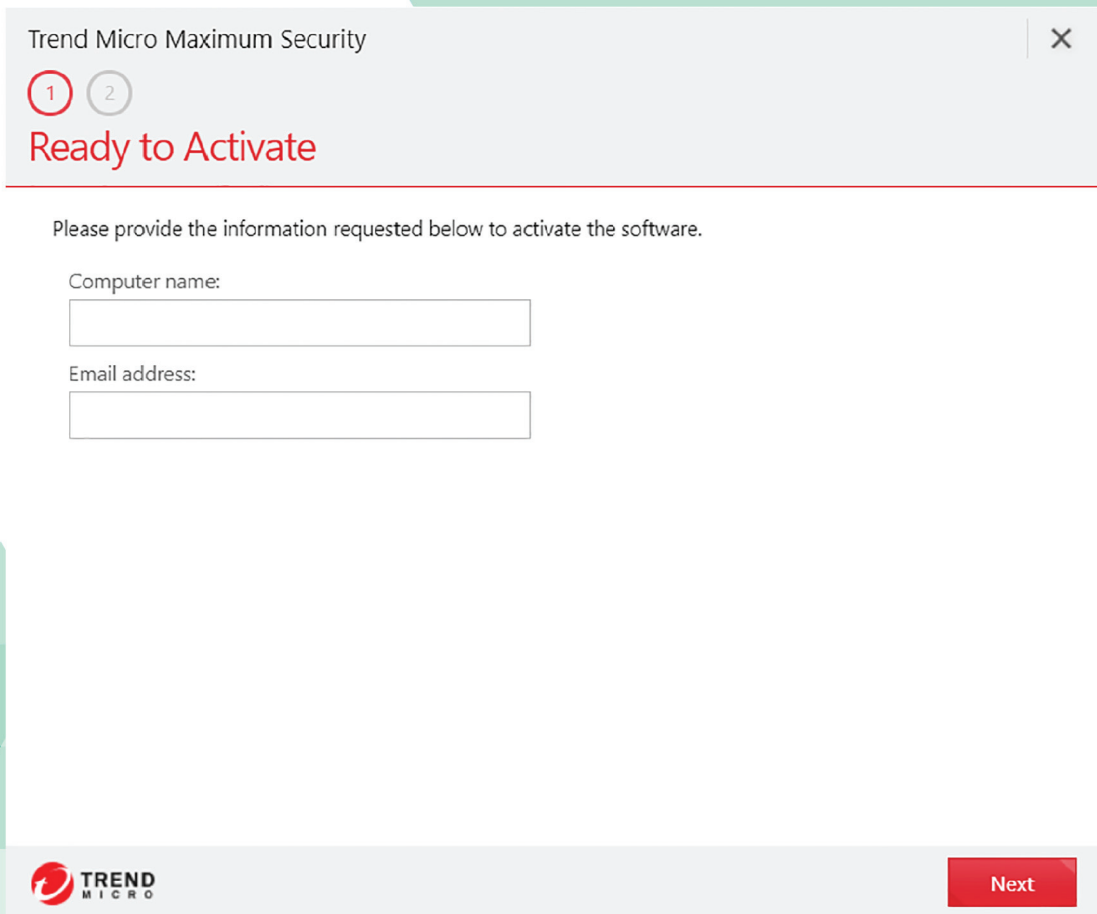 Trend Micro Maximum Security
1 2
Ready to Activate
Please provide the information requested below to activate the software.
Computer name:
Email address:
TREND
MICRO
Next